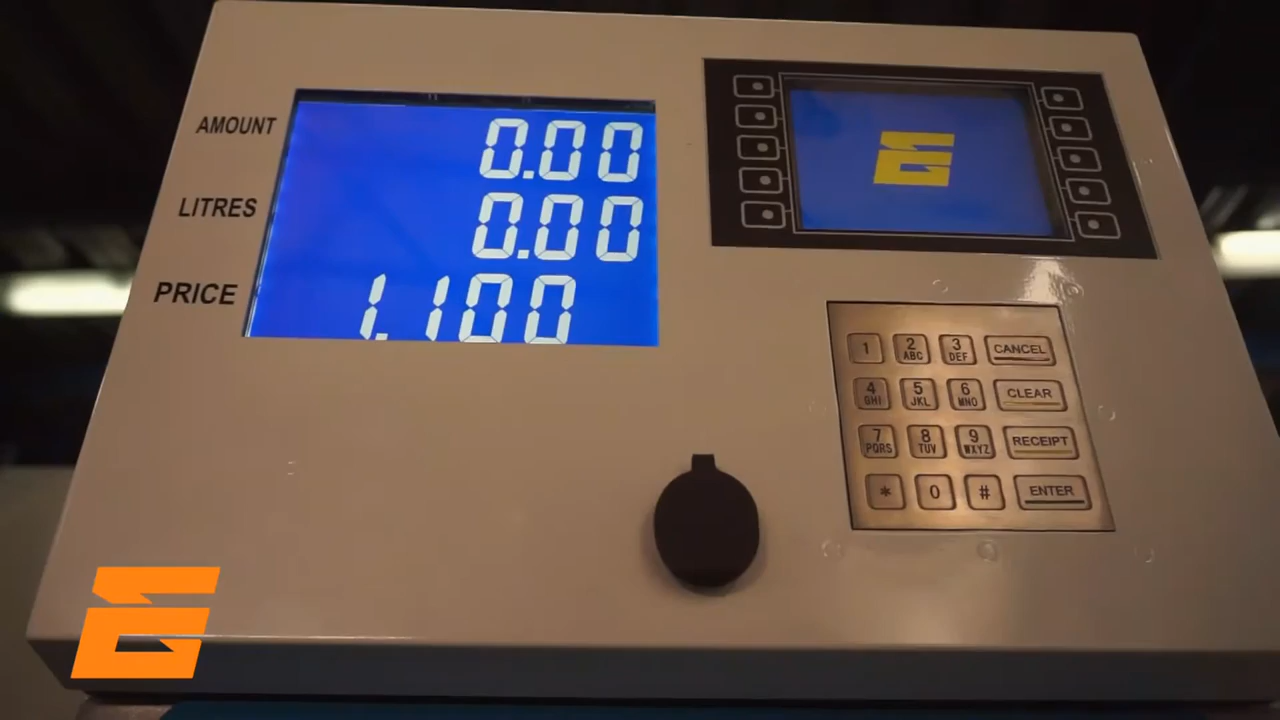 AMOUNT 0.00
LITRES 0.00
PRICE 1.100
1 2 ABC 3 DEF CANCEL
4 GHI 5 JKL 6 MNO CLEAR
7 PQRS 8 TUV 9 WXYZ RECEIPT
* 0 # ENTER